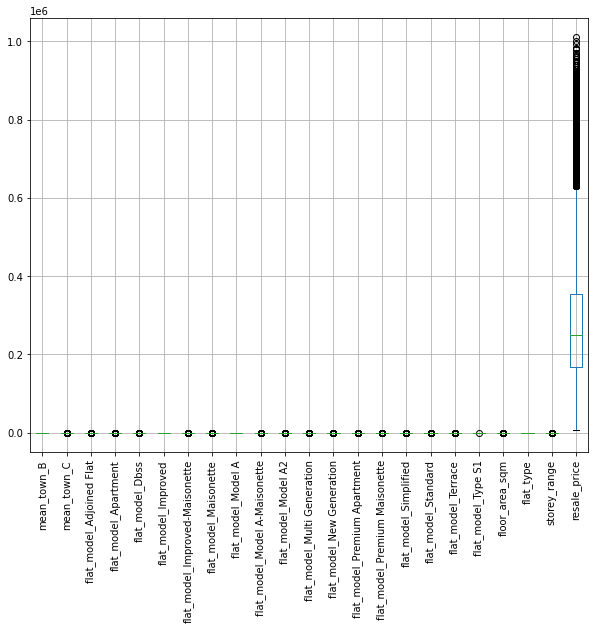 1e6
1.0
0.8
0.6
0.4
0.2
0.0
mean_town_B
mean_town_C
flat_model_Adjoined Flat
flat_model_Apartment
flat_model_Dbss
flat_model_Improved
flat_model_Improved-Maisonette
flat_model_Maisonette
flat_model_Model A
flat_model_Model A-Maisonette
flat_model_Model A2
flat_model_Multi Generation
flat_model_New Generation
flat_model_Premium Apartment
flat_model_Premium Maisonette
flat_model_Simplified
flat_model_Standard
flat_model_Terrace
flat_model_Type S1
floor_area_sqm
flat_type
storey_range
resale_price